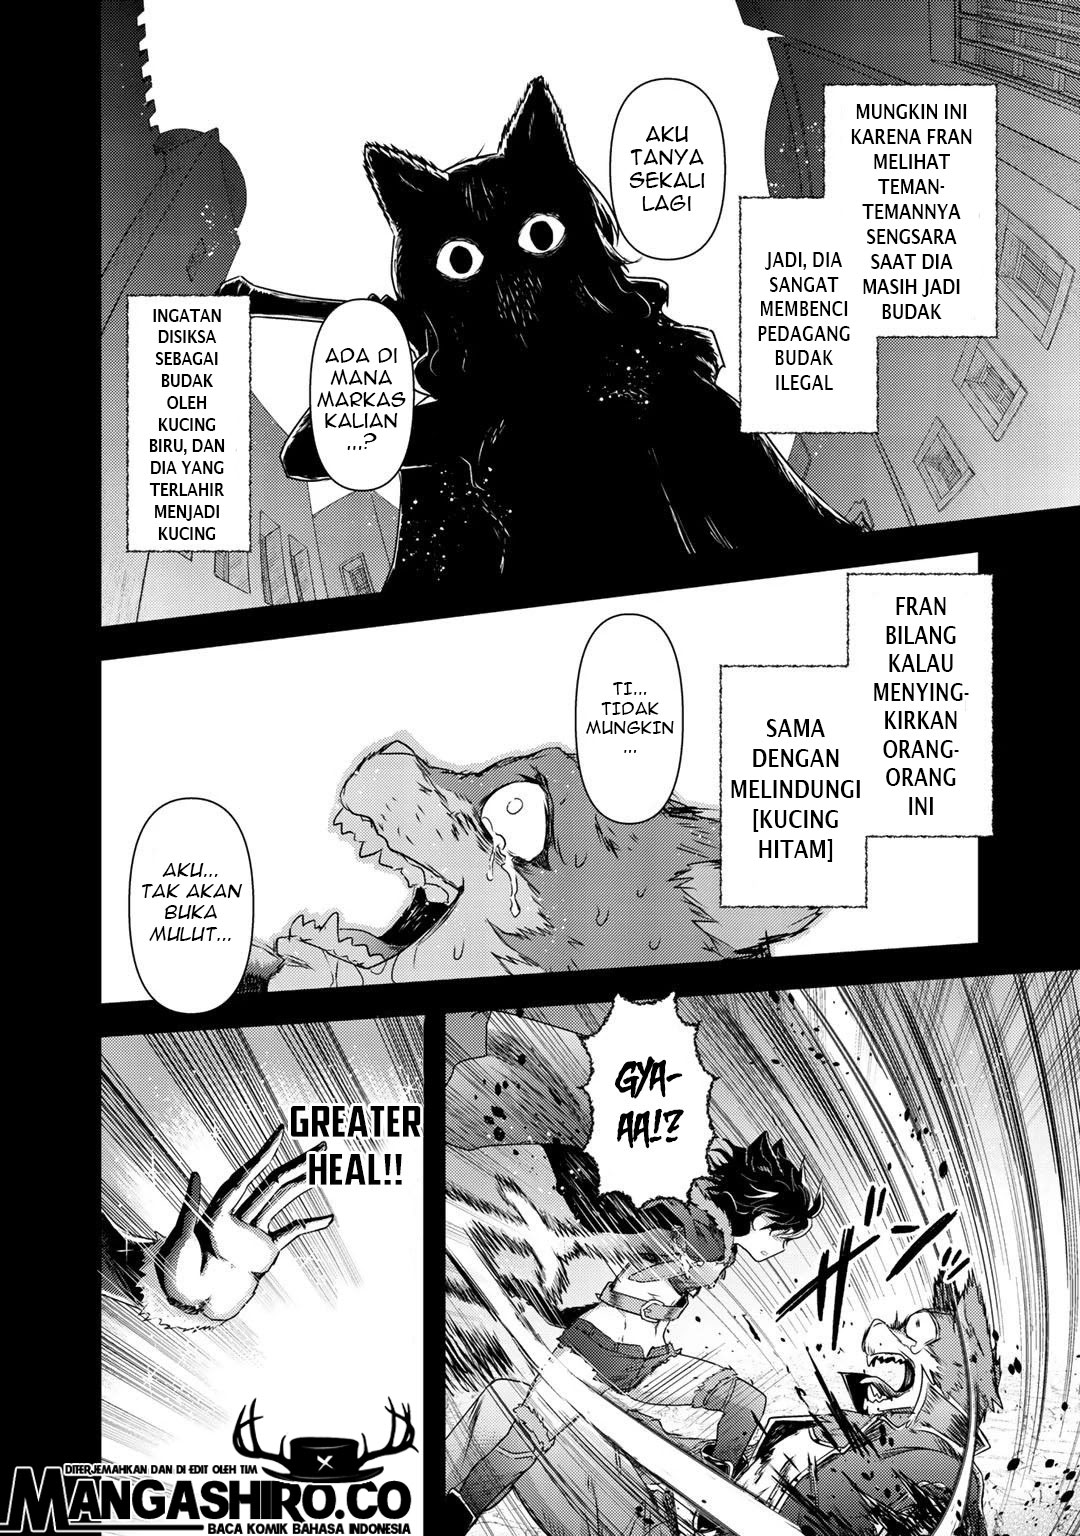 MUNGKIN INI
KARENA FRAN
MELIHAT
TEMAN-
TEMANNYA
SENGSARA
SAAT DIA
MASIH JADI
BUDAK
JADI, DIA
SANGAT
MEMBENCI
PEDAGANG
BUDAK
ILEGAL
AKU
TANYA
SEKALI
LAGI
ADA DI
MANA
MARKAS
KALIAN
...?
INGATAN
DISIKSA
SEBAGAI
BUDAK
OLEH
KUCING
BIRU, DAN
DIA YANG
TERLAHIR
MENJADI
KUCING
FRAN
BILANG
KALAU
MENYING-
KIRKAN
ORANG-
ORANG
INI
SAMA
DENGAN
MELINDUNGI
[KUCING
HITAM]
TI...
TIDAK
MUNGKIN
...
AKU...
TAK AKAN
BUKA
MULUT...
GYA-
AA!?
ザザッ
GREATER
HEAL!!
DITERJEMAHKAN DAN DI EDIT OLEH TIM
MANGASHIRO.CO
BACA KOMIK BAHASA INDONESIA